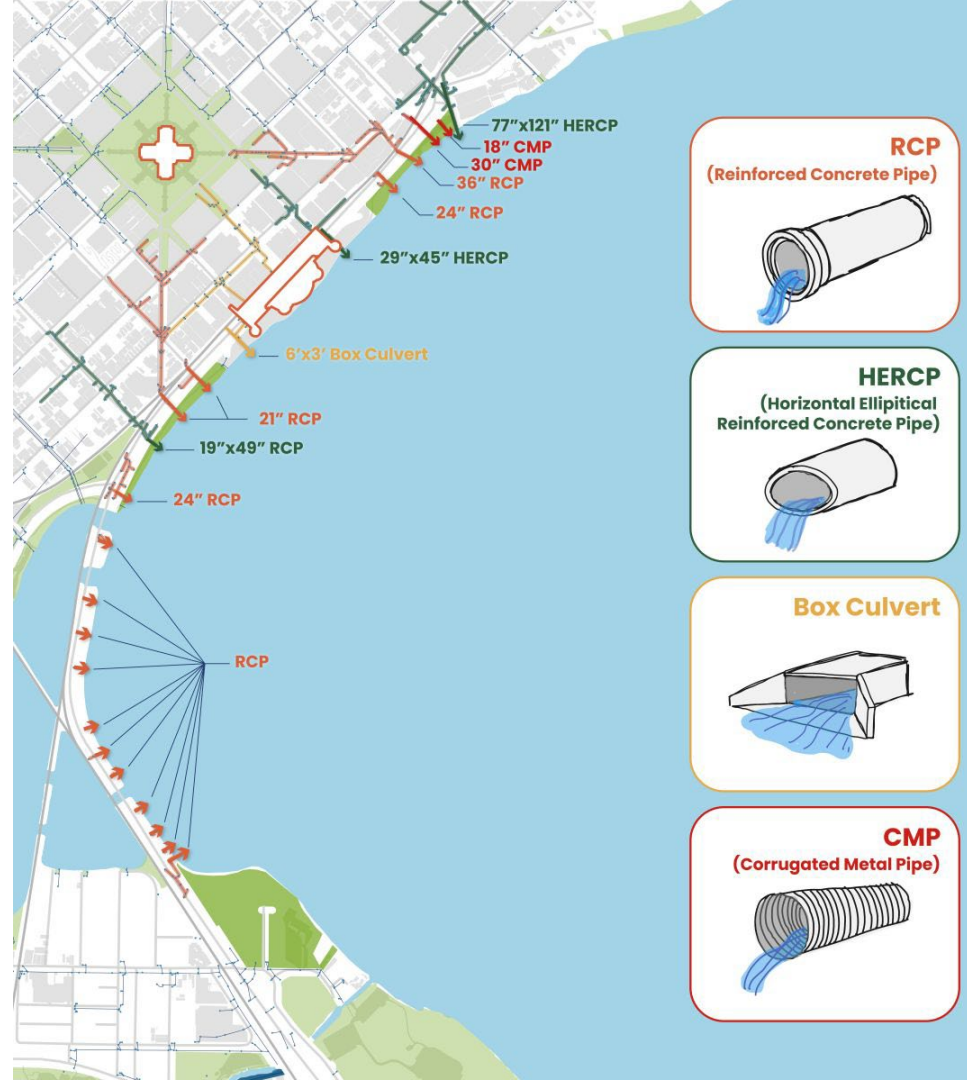 77”x121” HERCP
18” CMP
30” CMP
36” RCP
24” RCP
29”x45” HERCP
6’x3’ Box Culvert
21” RCP
19”x49” RCP
24” RCP
RCP
RCP
(Reinforced Concrete Pipe)
HERCP
(Horizontal Ellipitical
Reinforced Concrete Pipe)
Box Culvert
CMP
(Corrugated Metal Pipe)